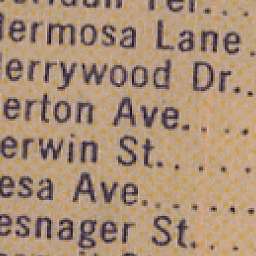 ermosa Lane.
errywood Dr..
erton Ave.....
erwin St.....
esa Ave......
esnager St....